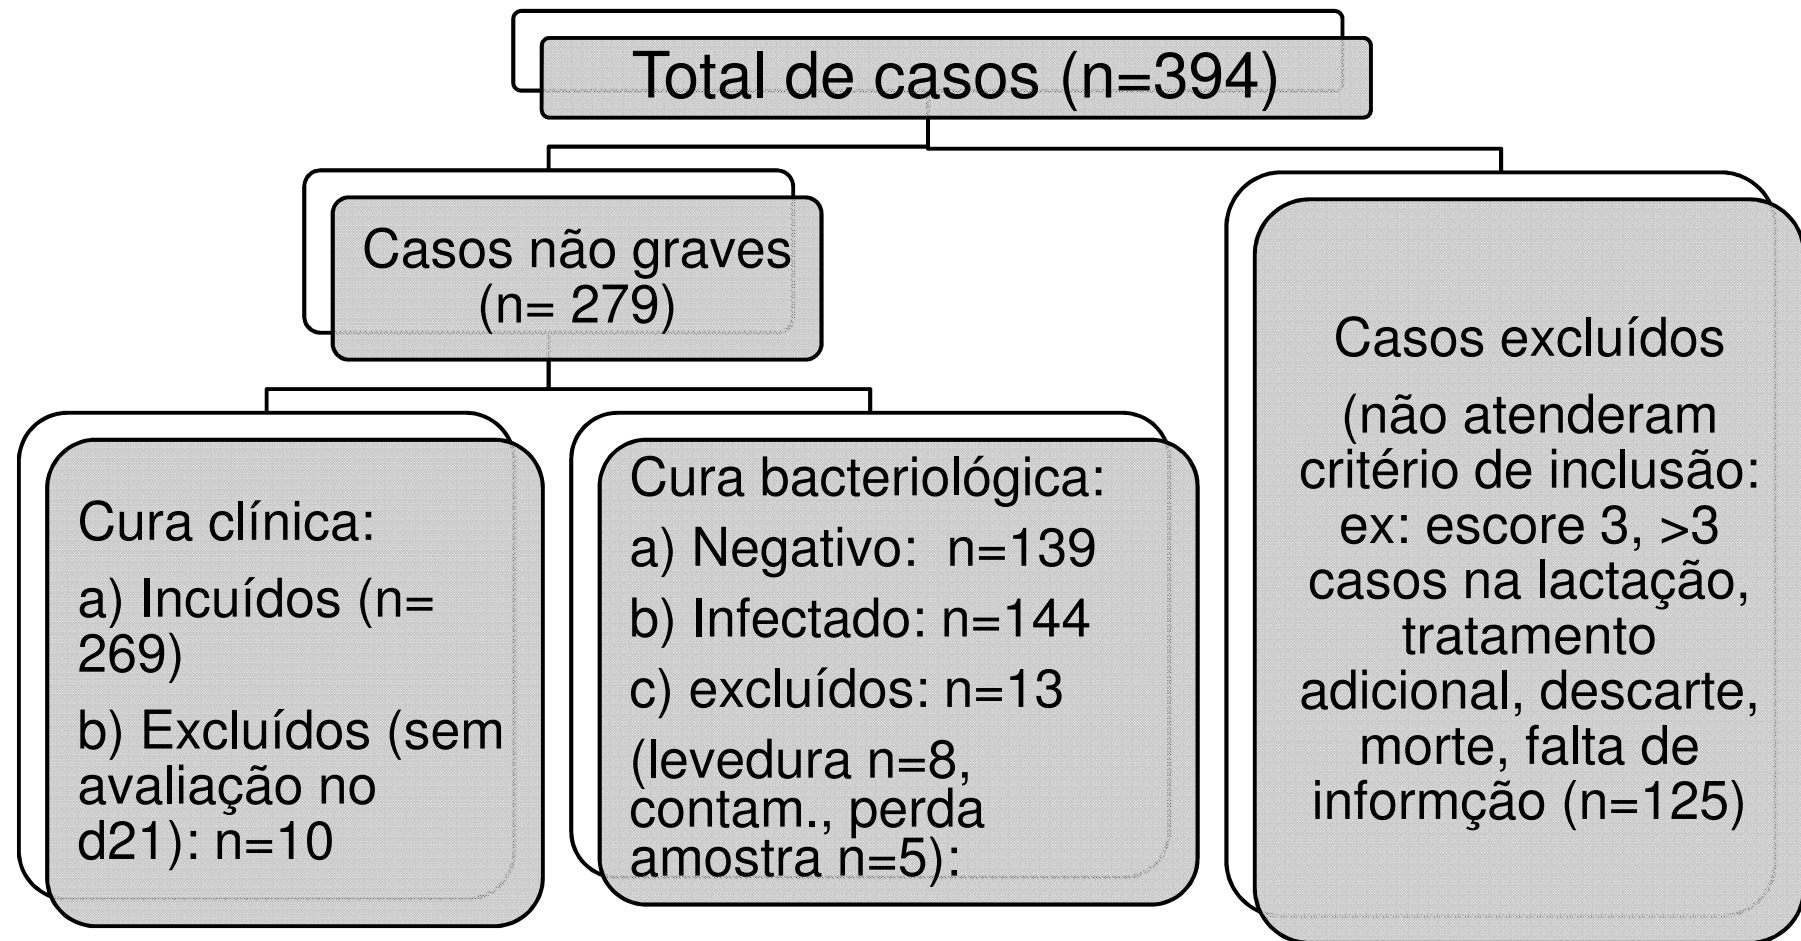 Total de casos (n=394)
Casos não graves
(n= 279)
Cura clínica:
a) Incuídos (n=
269)
b) Excluídos (sem
avaliação no
d21): n=10
Cura bacteriológica:
a) Negativo:  n=139
b) Infectado: n=144
c) excluídos: n=13
(levedura n=8,
contam., perda
amostra n=5):
Casos excluídos
(não atenderam
critério de inclusão:
ex: escore 3, >3
casos na lactação,
tratamento
adicional, descarte,
morte, falta de
informção (n=125)